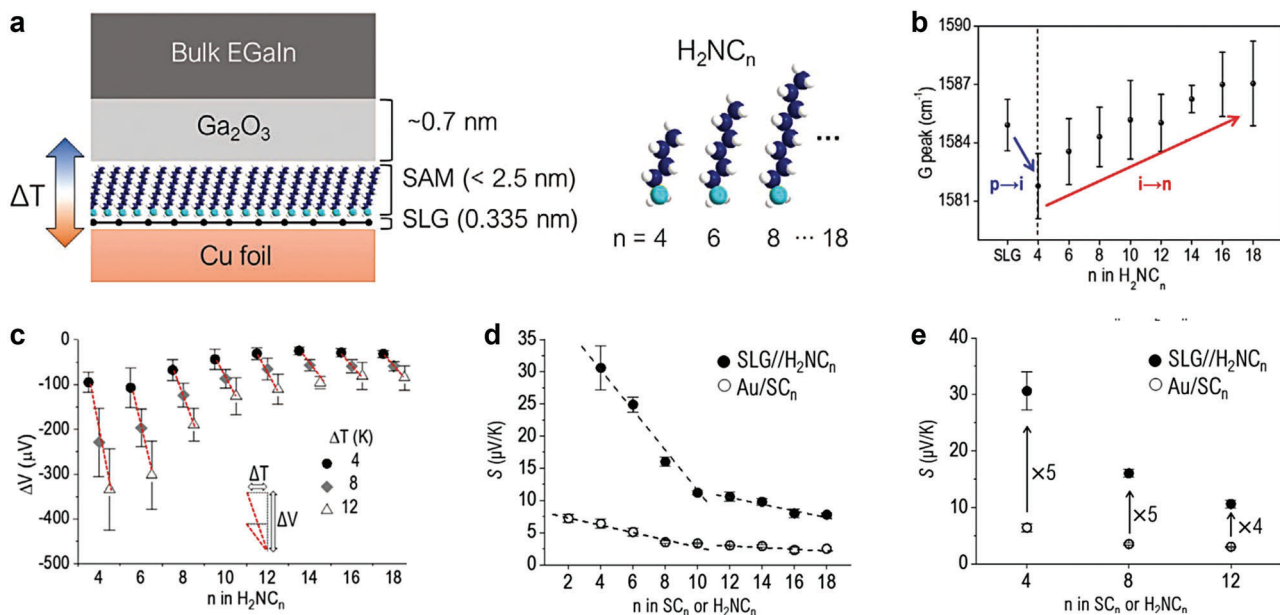 a
Bulk EGaIn
Ga₂O₃
~0.7 nm
SAM (< 2.5 nm)
SLG (0.335 nm)
Cu foil
ΔT
H₂NCₙ
...
n = 4 6 8 ··· 18
b
G peak (cm⁻¹)
1590
1587
1584
1581
p→i
i→n
SLG 4 6 8 10 12 14 16 18
n in H₂NCₙ
c
ΔV (µV)
0
-100
-200
-300
-400
-500
ΔT (K)
4
8
12
ΔT
ΔV
4 6 8 10 12 14 16 18
n in H₂NCₙ
d
S (µV/K)
35
30
25
20
15
10
5
0
SLG//H₂NCₙ
Au/SCₙ
2 4 6 8 10 12 14 16 18
n in SCₙ or H₂NCₙ
e
S (µV/K)
40
30
20
10
0
SLG//H₂NCₙ
Au/SCₙ
×5
×5
×4
4 8 12
n in SCₙ or H₂NCₙ